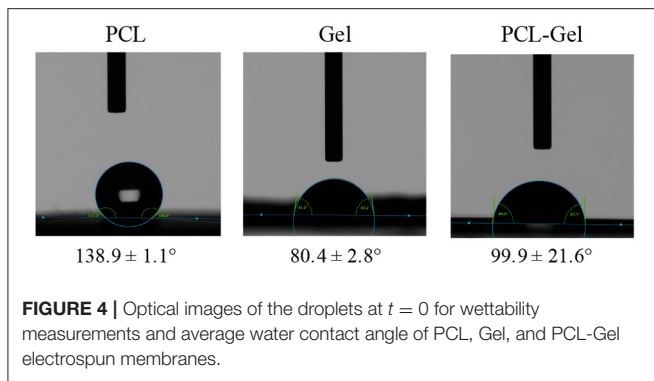 PCL
Gel
PCL-Gel
138.9 ± 1.1°
80.4 ± 2.8°
99.9 ± 21.6°
FIGURE 4 | Optical images of the droplets at t = 0 for wettability
measurements and average water contact angle of PCL, Gel, and PCL-Gel
electrospun membranes.